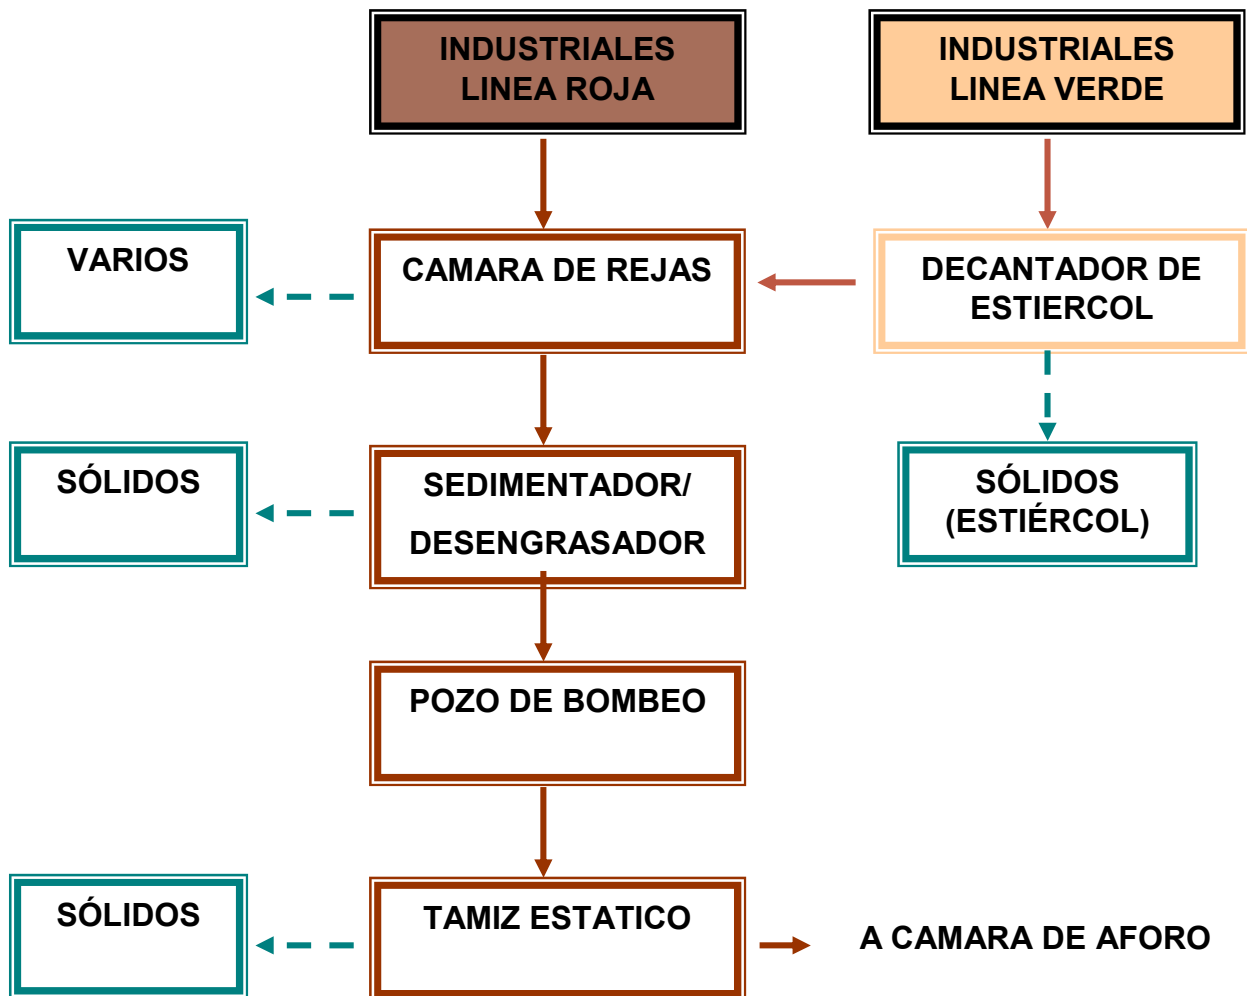 INDUSTRIALES
LINEA ROJA
INDUSTRIALES
LINEA VERDE
VARIOS
CAMARA DE REJAS
DECANTADOR DE
ESTIERCOL
SÓLIDOS
SEDIMENTADOR/
DESENGRASADOR
SÓLIDOS
(ESTIÉRCOL)
POZO DE BOMBEO
SÓLIDOS
TAMIZ ESTATICO
A CAMARA DE AFORO